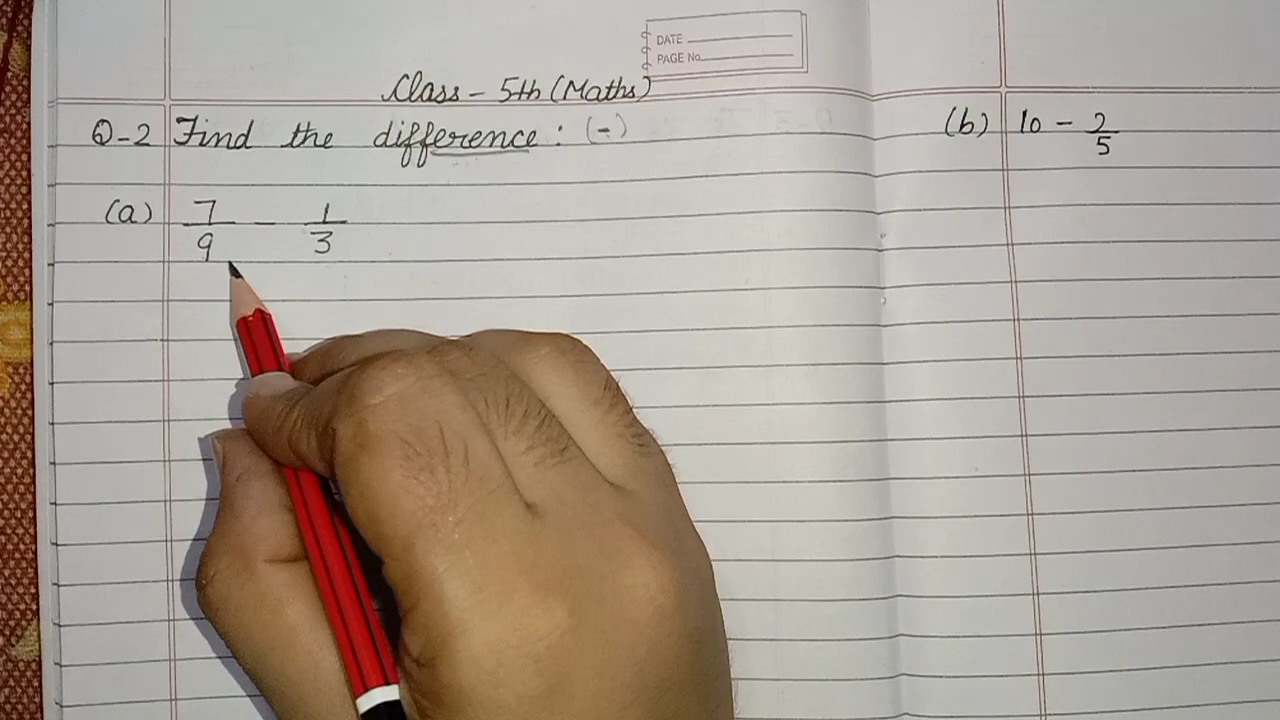 DATE
PAGE No.
Class - 5th (Maths)
Q-2 Find the difference : (-)
(a) 7/9 - 1/3
(b) 10 - 2/5